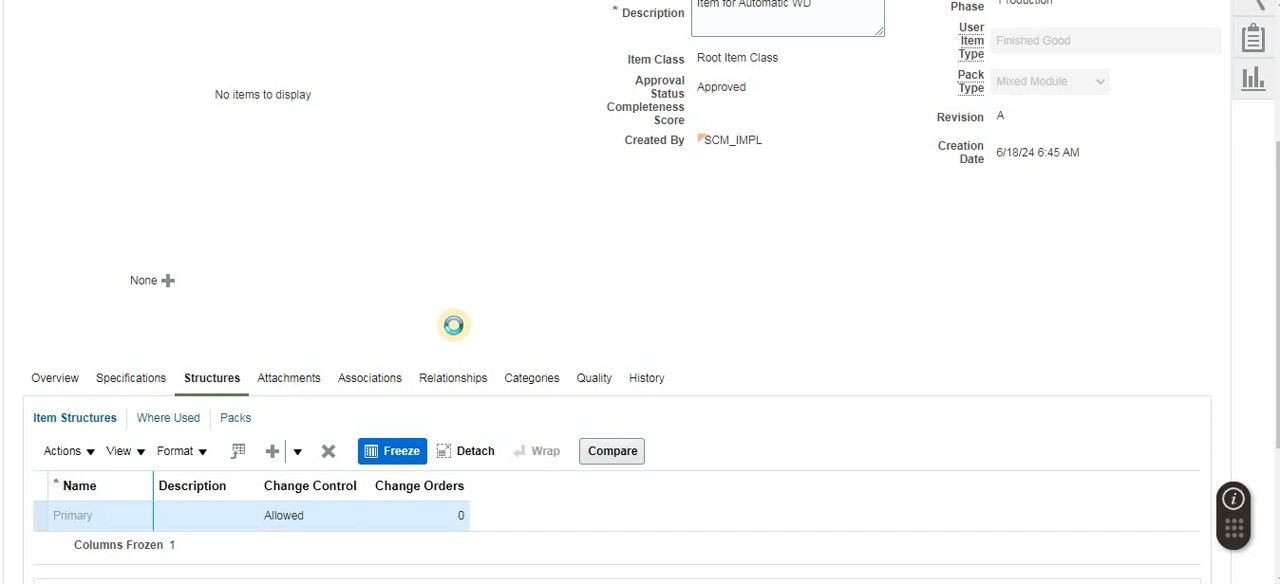 Item for Automatic WD
* Description
Item Class Root Item Class
Approval Status Approved
Completeness Score
Created By SCM_IMPL
Phase Production
User Item Type Finished Good
Pack Type Mixed Module
Revision A
Creation Date 6/18/24 6:45 AM
No items to display
None
Overview Specifications Structures Attachments Associations Relationships Categories Quality History
Item Structures Where Used Packs
Actions View Format Freeze Detach Wrap Compare
* Name Description Change Control Change Orders
Primary Allowed 0
Columns Frozen 1